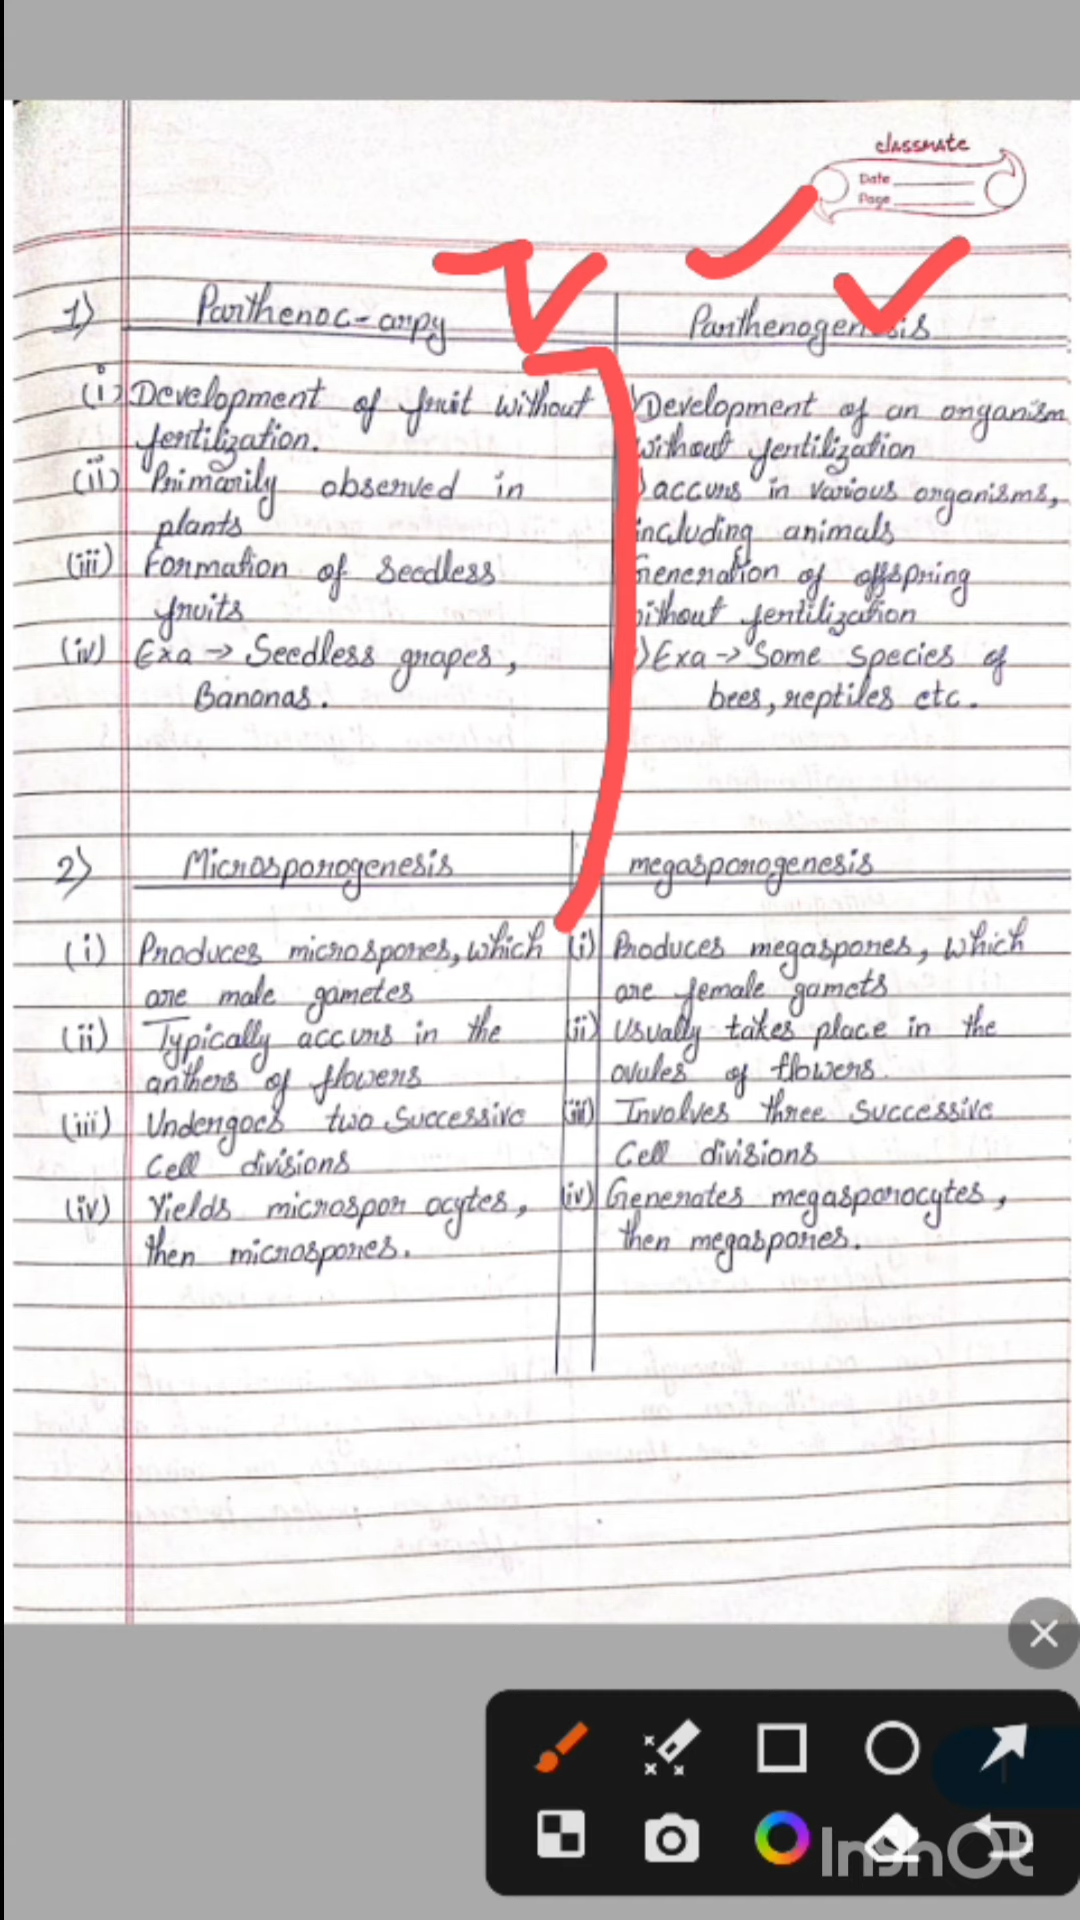 classmate
Date
Page
1) Parthenoc-arpy Parthenogenesis
(i) Development of fruit without fertilization.
(ii) Primarily observed in plants
(iii) Formation of Seedless fruits
(iv) Exa → Seedless grapes, Bananas.
Development of an organism without fertilization
accurs in various organisms, including animals
Generation of offspring without fertilization
Exa → Some species of bees, reptiles etc.
2) Microsporogenesis megasporogenesis
(i) Produces microspores, which are male gametes
(ii) Typically accurs in the anthers of flowers
(iii) Undergoes two Successive Cell divisions
(iv) Yields microspor ocytes, then microspores.
(i) Produces megaspores, which are female gamets
(ii) Usually takes place in the ovules of flowers.
(iii) Involves three successive Cell divisions
(iv) Generates megasporocytes, then megaspores.
InShOt